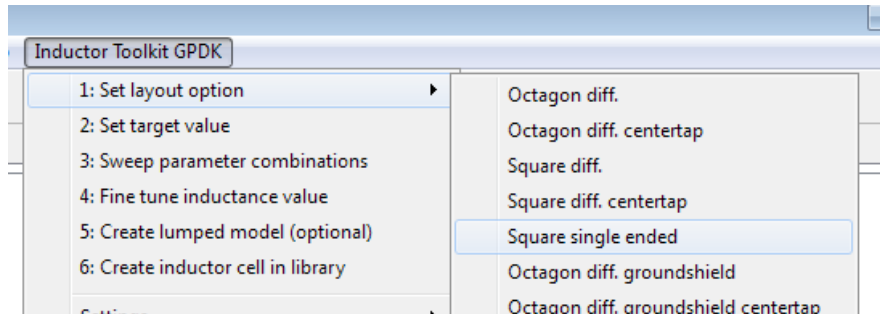 Inductor Toolkit GPDK
1: Set layout option
2: Set target value
3: Sweep parameter combinations
4: Fine tune inductance value
5: Create lumped model (optional)
6: Create inductor cell in library
Octagon diff.
Octagon diff. centertap
Square diff.
Square diff. centertap
Square single ended
Octagon diff. groundshield
Octagon diff. groundshield centertap